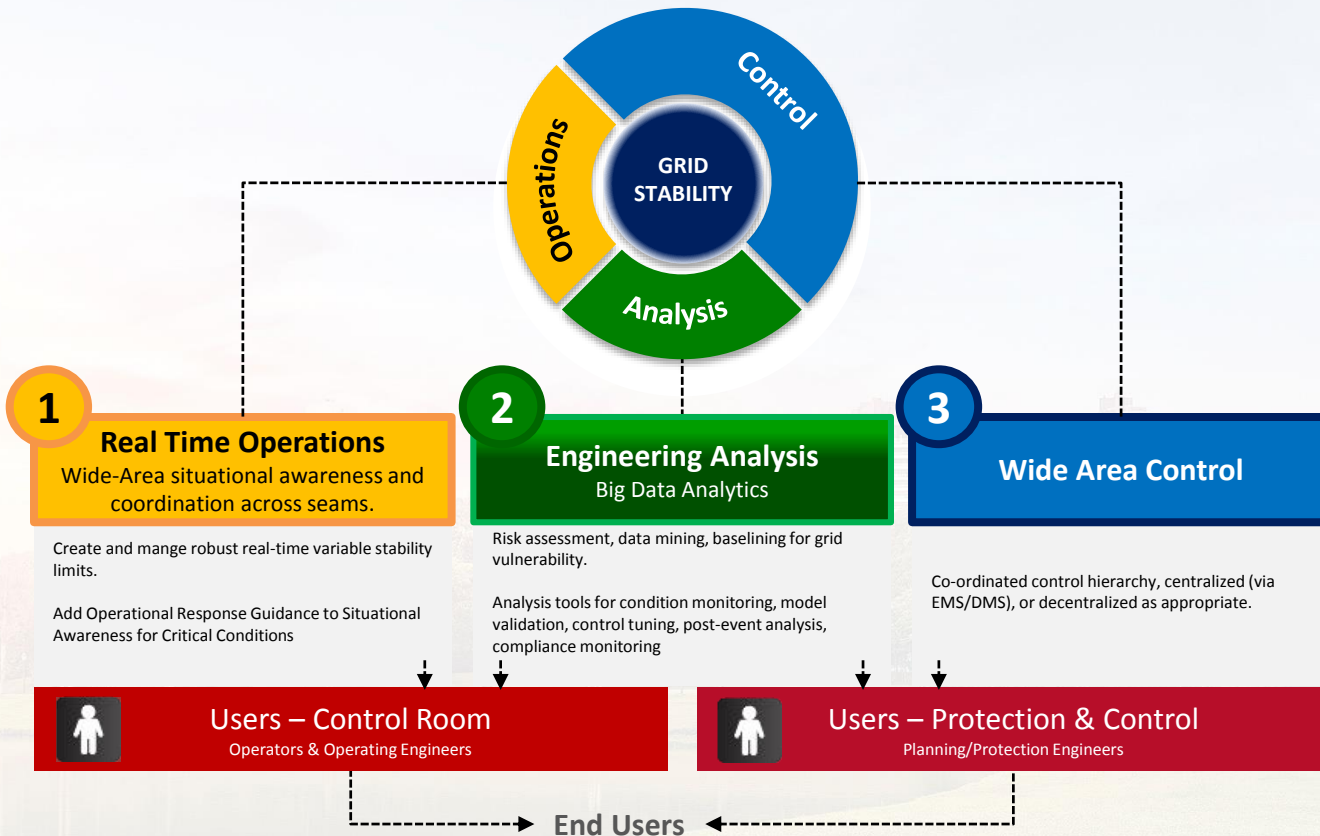 Control
Operations
GRID
STABILITY
Analysis
1
Real Time Operations
Wide-Area situational awareness and
coordination across seams.
Create and mange robust real-time variable stability
limits.
Add Operational Response Guidance to Situational
Awareness for Critical Conditions
2
Engineering Analysis
Big Data Analytics
Risk assessment, data mining, baselining for grid
vulnerability.
Analysis tools for condition monitoring, model
validation, control tuning, post-event analysis,
compliance monitoring
3
Wide Area Control
Co-ordinated control hierarchy, centralized (via
EMS/DMS), or decentralized as appropriate.
Users – Control Room
Operators & Operating Engineers
Users – Protection & Control
Planning/Protection Engineers
End Users